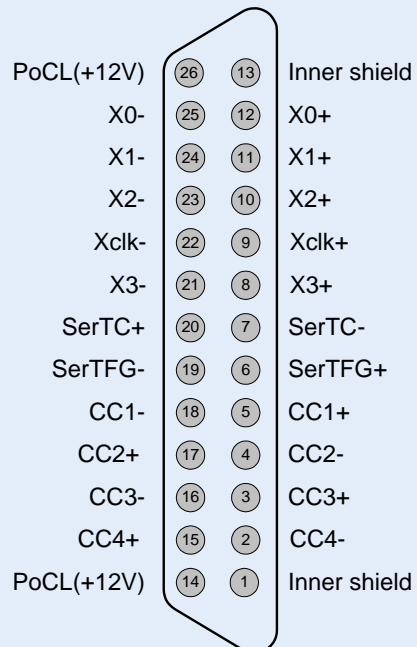 PoCL(+12V) 26 13 Inner shield
X0- 25 12 X0+
X1- 24 11 X1+
X2- 23 10 X2+
Xclk- 22 9 Xclk+
X3- 21 8 X3+
SerTC+ 20 7 SerTC-
SerTFG- 19 6 SerTFG+
CC1- 18 5 CC1+
CC2+ 17 4 CC2-
CC3- 16 3 CC3+
CC4+ 15 2 CC4-
PoCL(+12V) 14 1 Inner shield